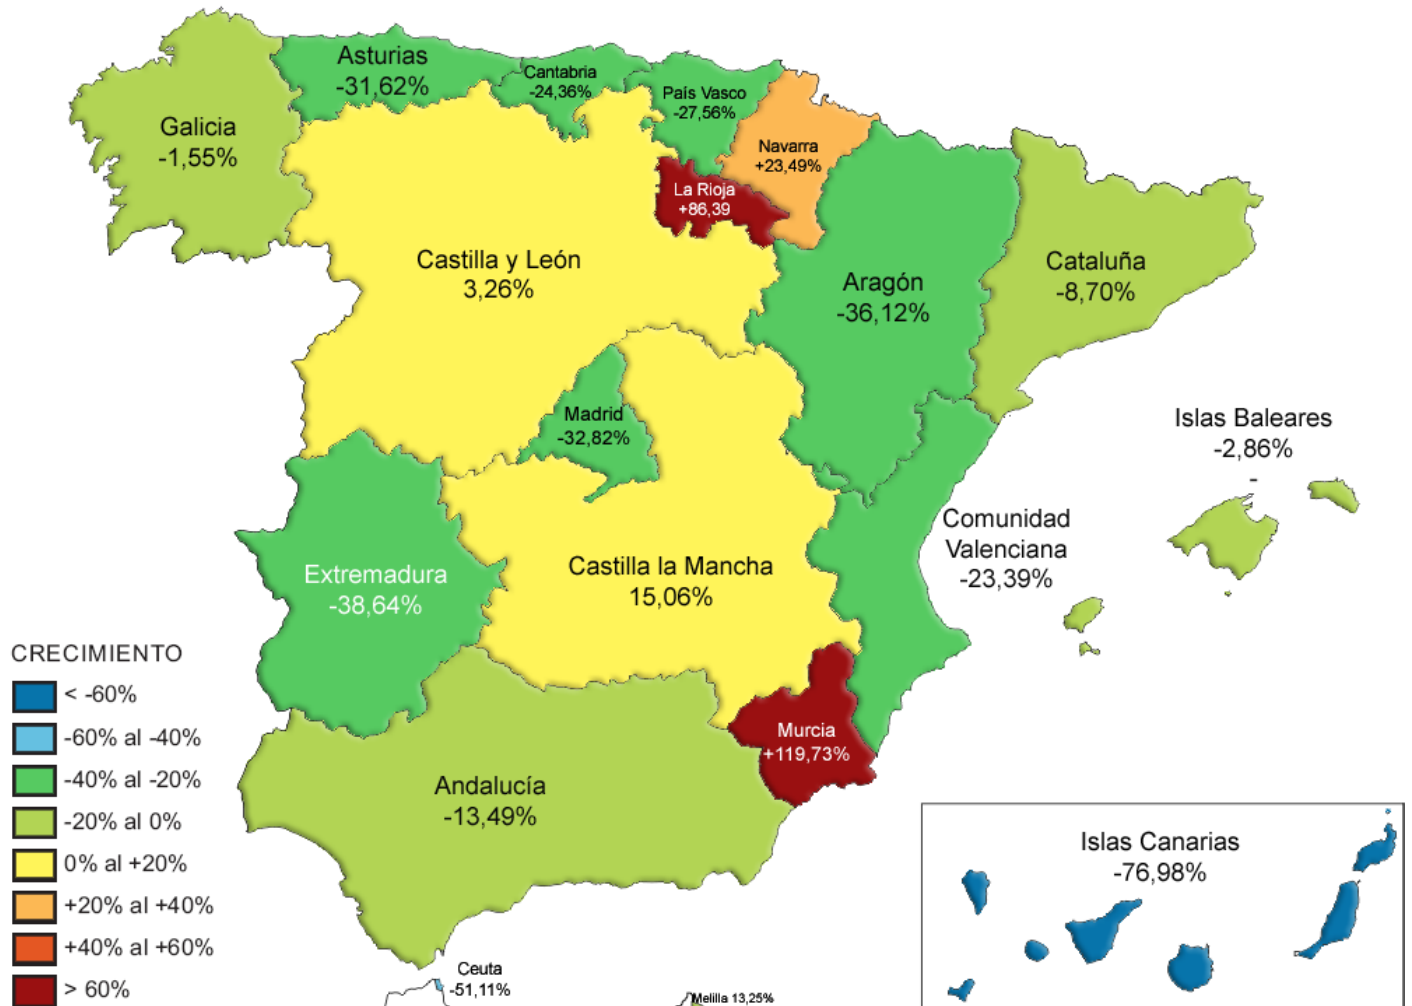 Asturias
-31,62%
Cantabria
-24,36%
País Vasco
-27,56%
Galicia
-1,55%
Navarra
+23,49%
La Rioja
+86,39
Castilla y León
3,26%
Aragón
-36,12%
Cataluña
-8,70%
Madrid
-32,82%
Islas Baleares
-2,86%
-
Comunidad
Valenciana
-23,39%
Extremadura
-38,64%
Castilla la Mancha
15,06%
Murcia
+119,73%
Andalucía
-13,49%
Islas Canarias
-76,98%
Ceuta
-51,11%
Melilla 13,25%
CRECIMIENTO
< -60%
-60% al -40%
-40% al -20%
-20% al 0%
0% al +20%
+20% al +40%
+40% al +60%
> 60%